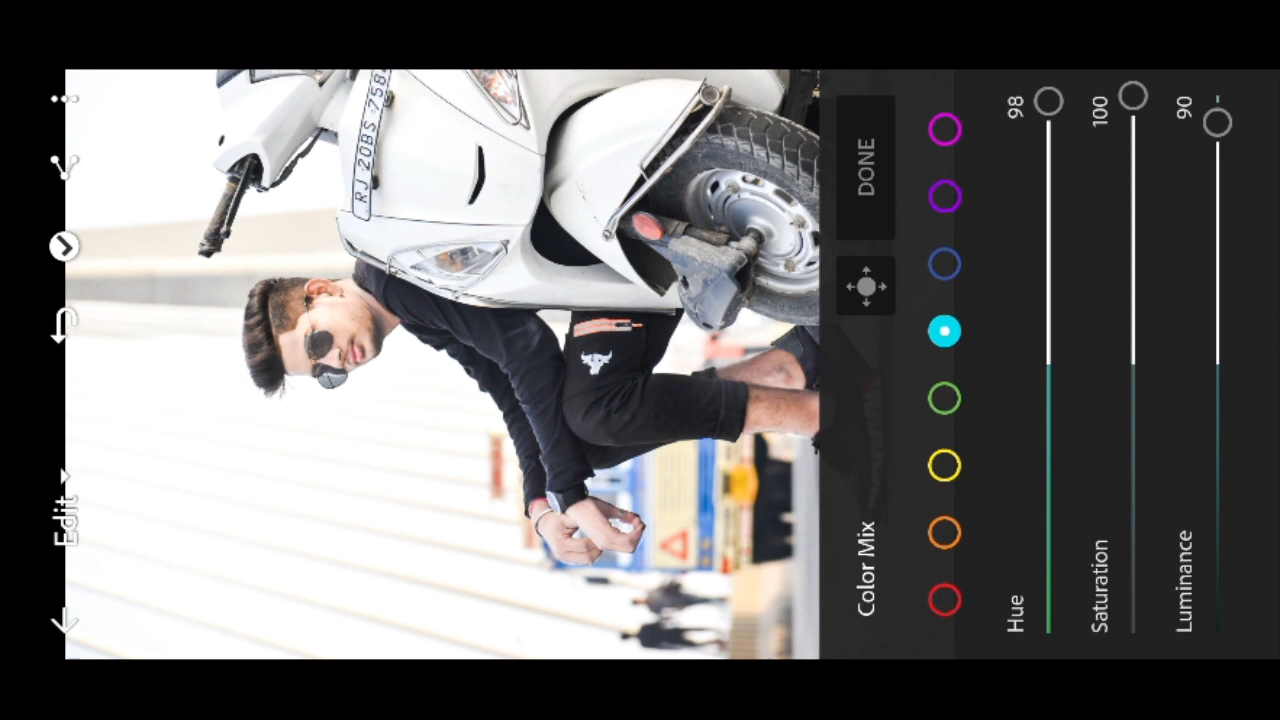 Edit
RJ 20BS 758
Color Mix DONE
Hue 98
Saturation 100
Luminance 90